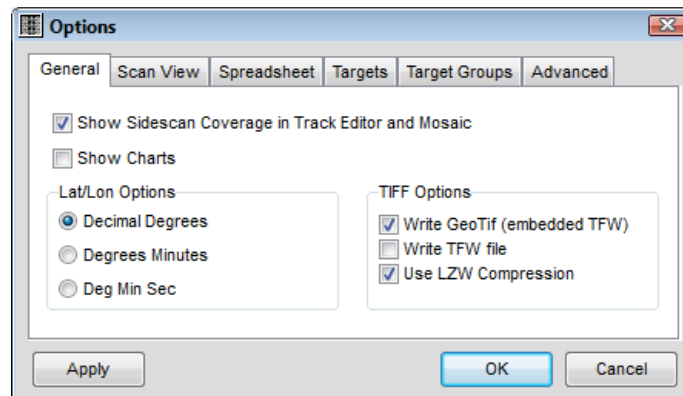 Options
General Scan View Spreadsheet Targets Target Groups Advanced
Show Sidescan Coverage in Track Editor and Mosaic
Show Charts
Lat/Lon Options
Decimal Degrees
Degrees Minutes
Deg Min Sec
TIFF Options
Write GeoTif (embedded TFW)
Write TFW file
Use LZW Compression
Apply OK Cancel